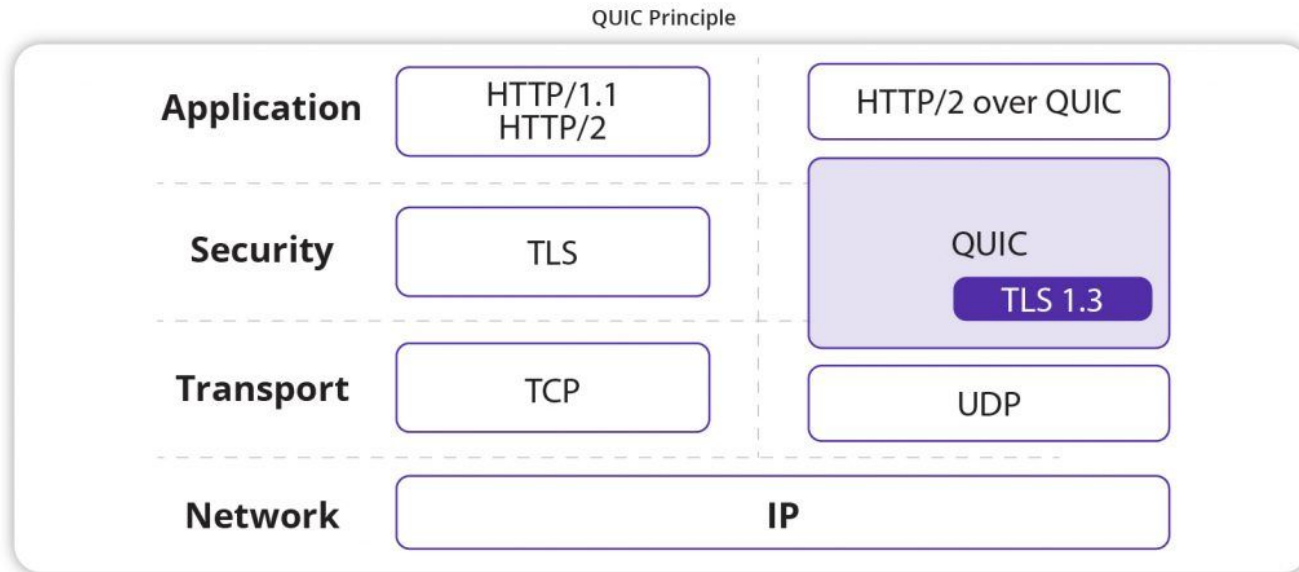 QUIC Principle
Application
HTTP/1.1
HTTP/2
HTTP/2 over QUIC
Security
TLS
QUIC
TLS 1.3
Transport
TCP
UDP
Network
IP